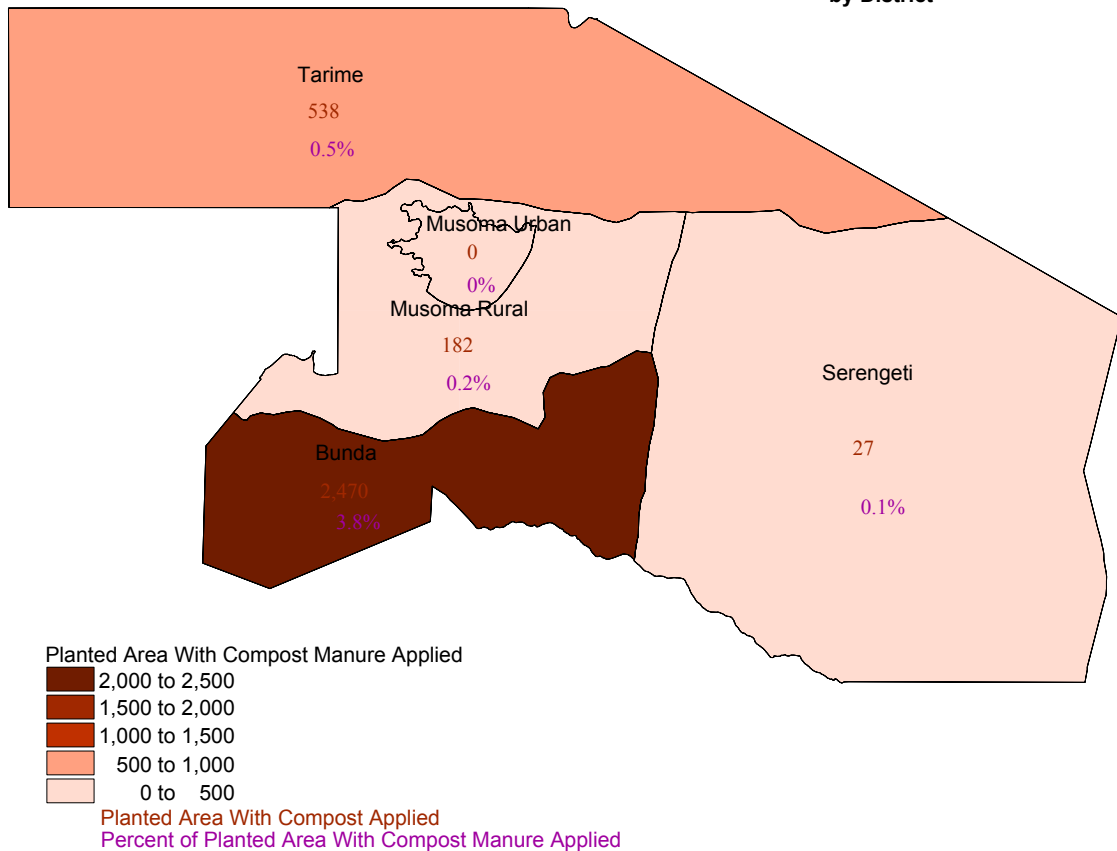 by District
Tarime
538
0.5%
Musoma Urban
0
0%
Musoma Rural
182
0.2%
Serengeti
27
0.1%
Bunda
2,470
3.8%
Planted Area With Compost Manure Applied
2,000 to 2,500
1,500 to 2,000
1,000 to 1,500
500 to 1,000
0 to 500
Planted Area With Compost Applied
Percent of Planted Area With Compost Manure Applied